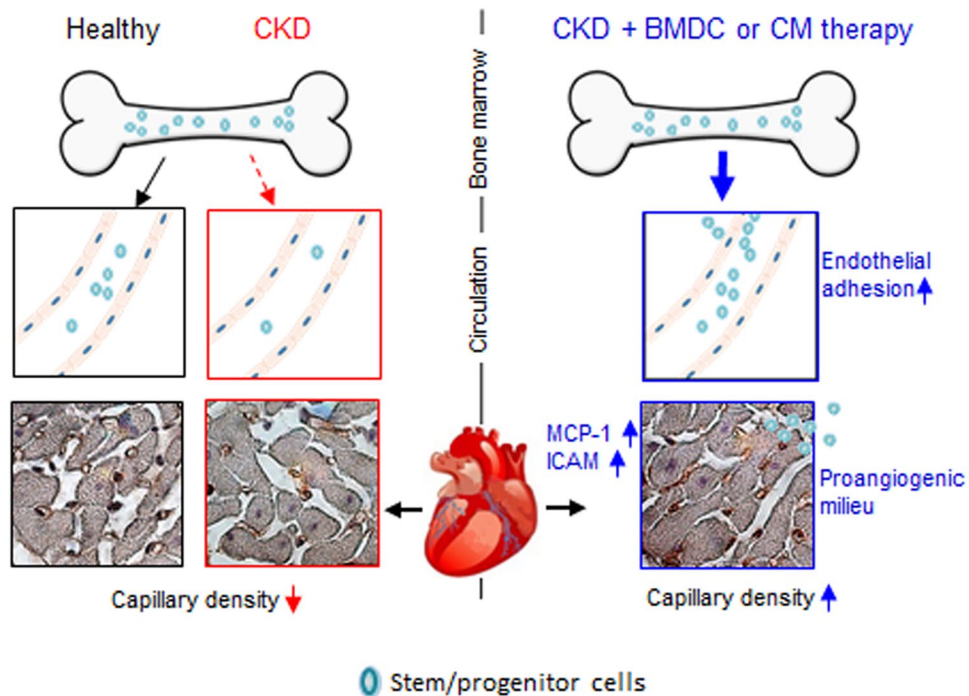 Healthy
CKD
CKD + BMDC or CM therapy
Bone marrow
Circulation
Endothelial
adhesion
MCP-1
ICAM
Proangiogenic
milieu
Capillary density
Capillary density
Stem/progenitor cells